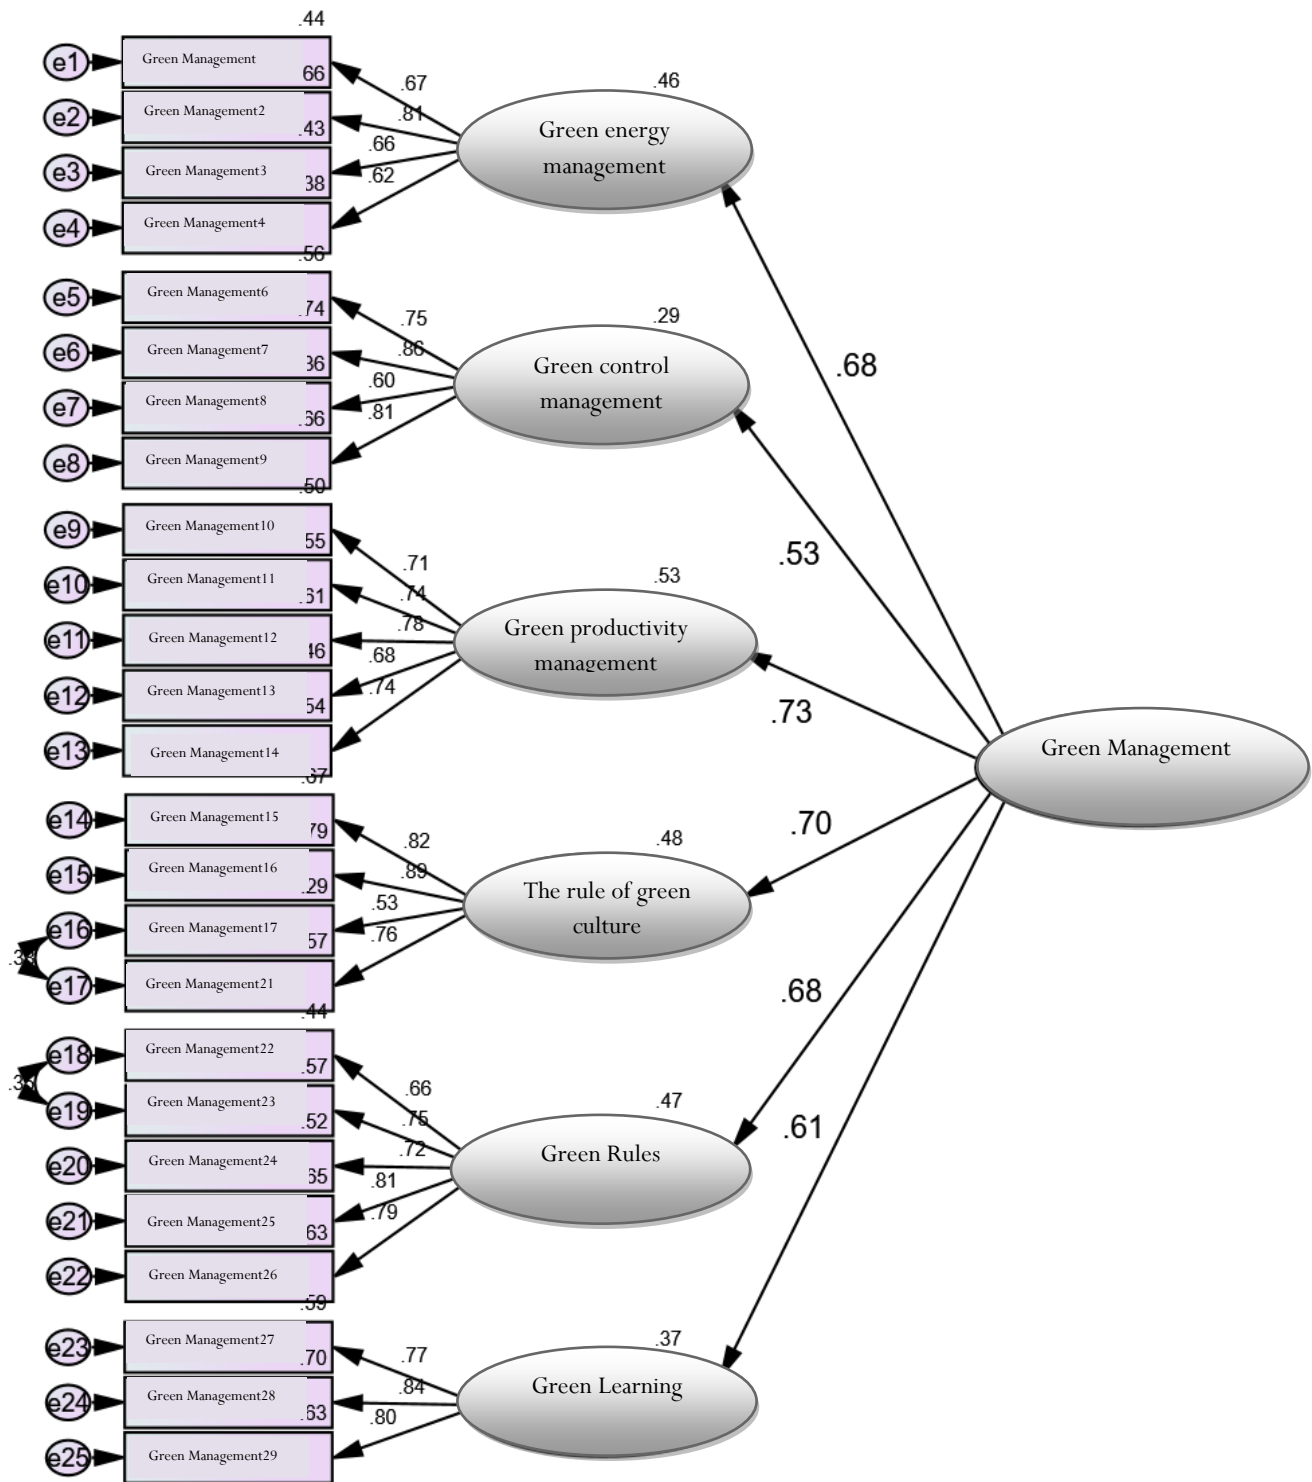 .44
e1
Green Management
.66
.67
e2
Green Management2
.43
.81
e3
Green Management3
.38
.66
e4
Green Management4
.62
.46
Green energy
management
.56
e5
Green Management6
.74
.75
e6
Green Management7
.36
.86
e7
Green Management8
.66
.60
e8
Green Management9
.81
.29
Green control
management
.50
e9
Green Management10
.55
.71
e10
Green Management11
.61
.74
e11
Green Management12
.46
.78
e12
Green Management13
.54
.68
e13
Green Management14
.74
.53
Green productivity
management
.67
e14
Green Management15
.79
.82
e15
Green Management16
.29
.89
e16
Green Management17
.57
.53
e17
Green Management21
.76
.48
The rule of green
culture
.44
e18
Green Management22
.57
.66
e19
Green Management23
.52
.75
e20
Green Management24
.65
.72
e21
Green Management25
.63
.81
e22
Green Management26
.79
.47
Green Rules
.59
e23
Green Management27
.70
.77
e24
Green Management28
.63
.84
e25
Green Management29
.80
.37
Green Learning
.68
.53
.73
.70
.68
.61
Green Management